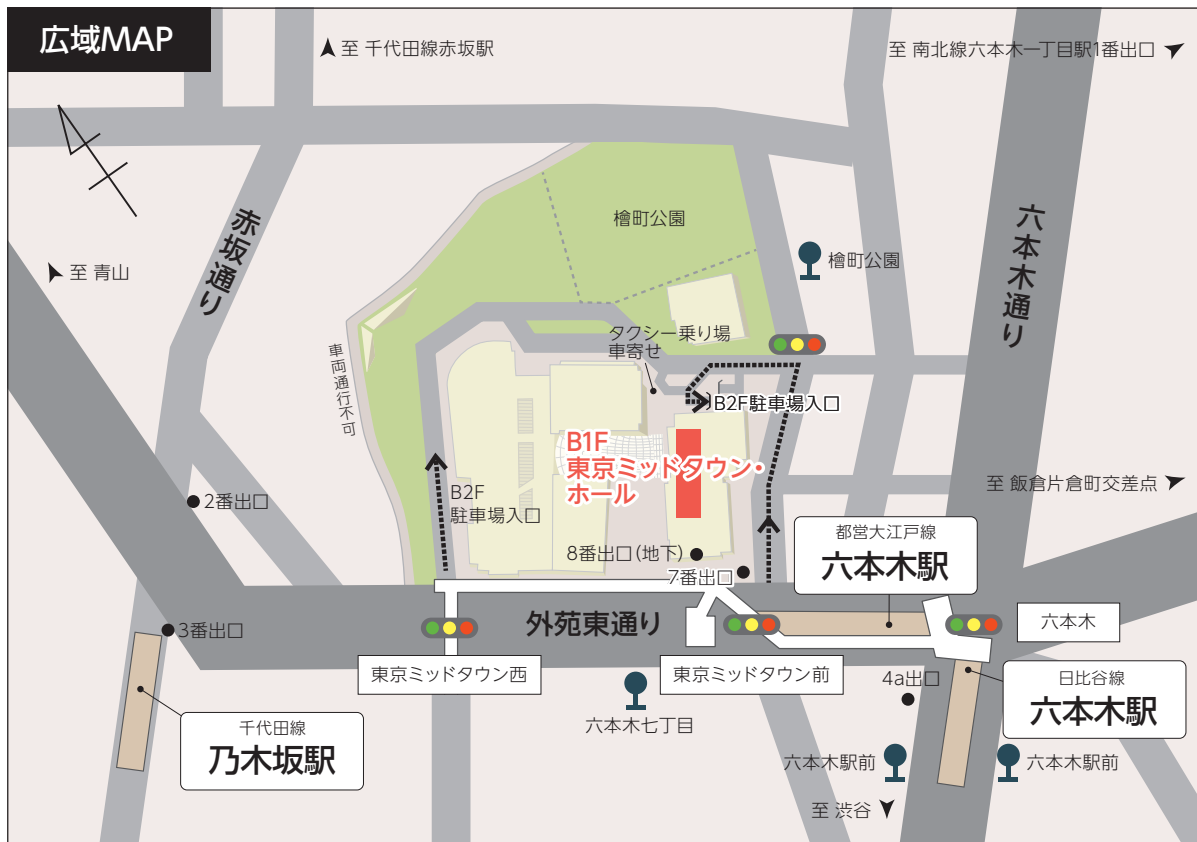 広域MAP
至 千代田線赤坂駅
至 南北線六本木一丁目駅1番出口
赤坂通り
檜町公園
六本木通り
檜町公園
至 青山
タクシー乗り場
車寄せ
車両通行不可
B2F駐車場入口
B1F
東京ミッドタウン・
ホール
B2F
駐車場入口
2番出口
至 飯倉片倉町交差点
都営大江戸線
六本木駅
8番出口(地下)
7番出口
3番出口
外苑東通り
六本木
東京ミッドタウン西
東京ミッドタウン前
4a出口
日比谷線
六本木駅
千代田線
乃木坂駅
六本木七丁目
六本木駅前
六本木駅前
至 渋谷